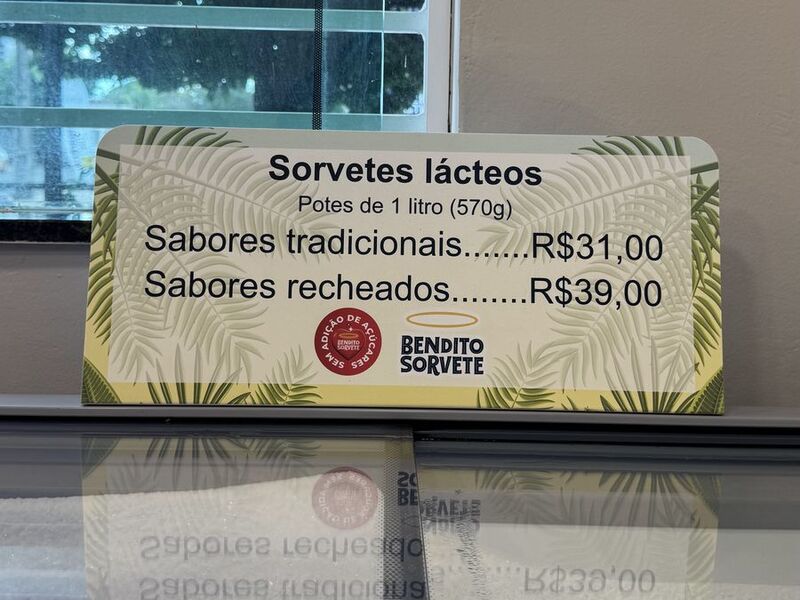 Sorvetes lácteos
Potes de 1 litro (570g)
Sabores tradicionais.......R$31,00
Sabores recheados........R$39,00
SEM ADIÇÃO DE AÇÚCARES
BENDITO
SORVETE
BENDITO
SORVETE